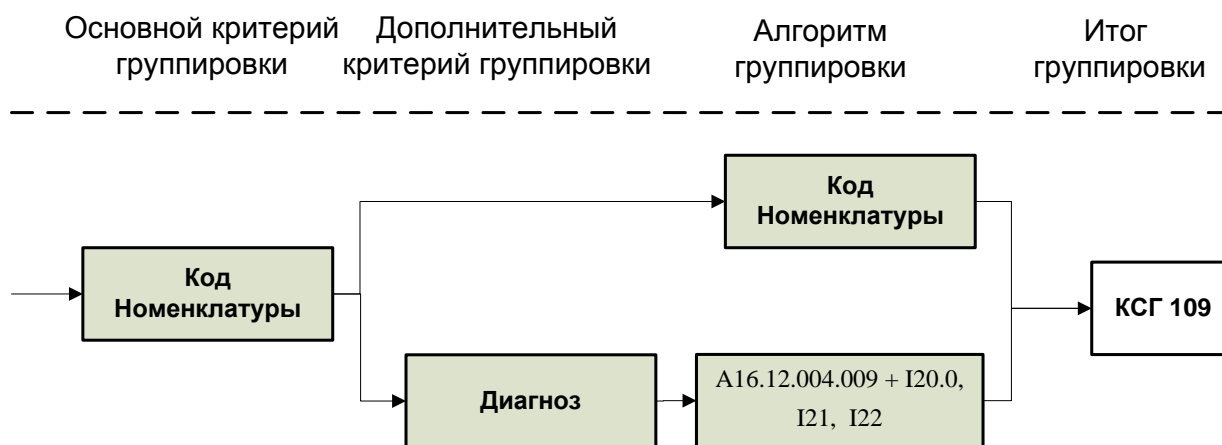 Основной критерий
группировки
Дополнительный
критерий группировки
Алгоритм
группировки
Итог
группировки
Код
Номенклатуры
Код
Номенклатуры
КСГ 109
Диагноз
A16.12.004.009 + I20.0,
I21, I22